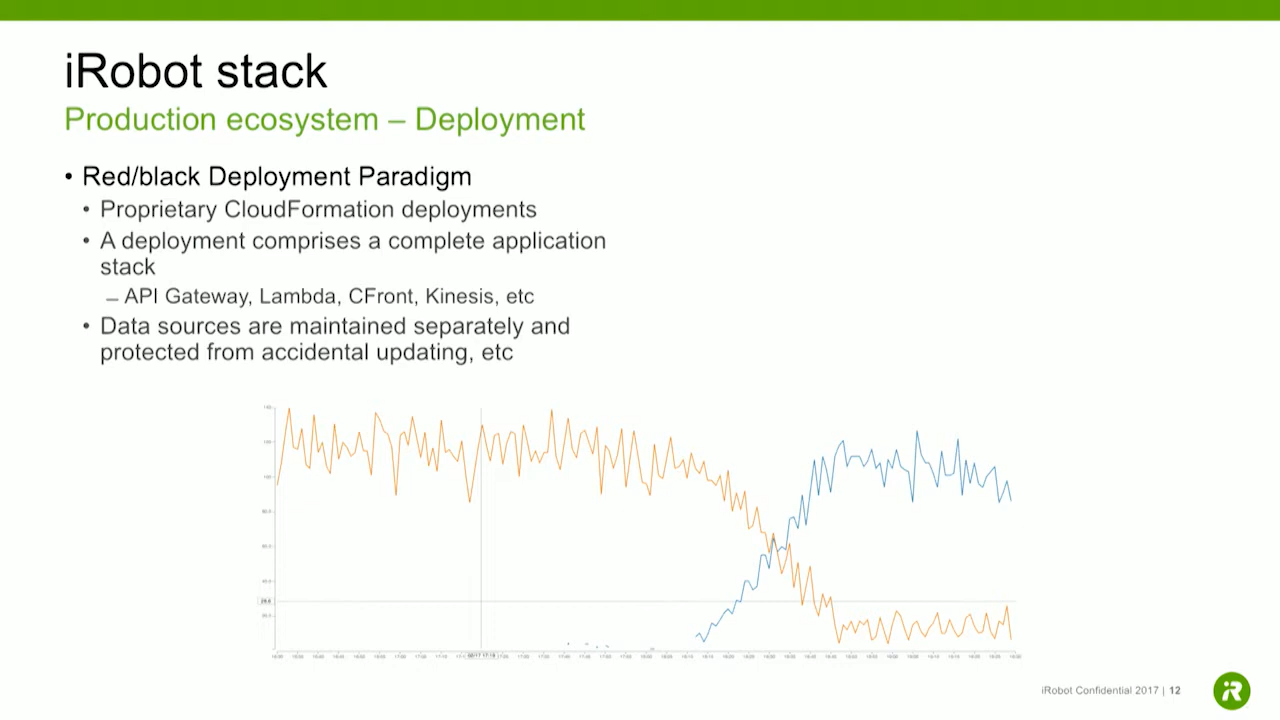 iRobot stack
Production ecosystem – Deployment
• Red/black Deployment Paradigm
• Proprietary CloudFormation deployments
• A deployment comprises a complete application
stack
– API Gateway, Lambda, CFront, Kinesis, etc
• Data sources are maintained separately and
protected from accidental updating, etc
iRobot Confidential 2017 | 12
iR